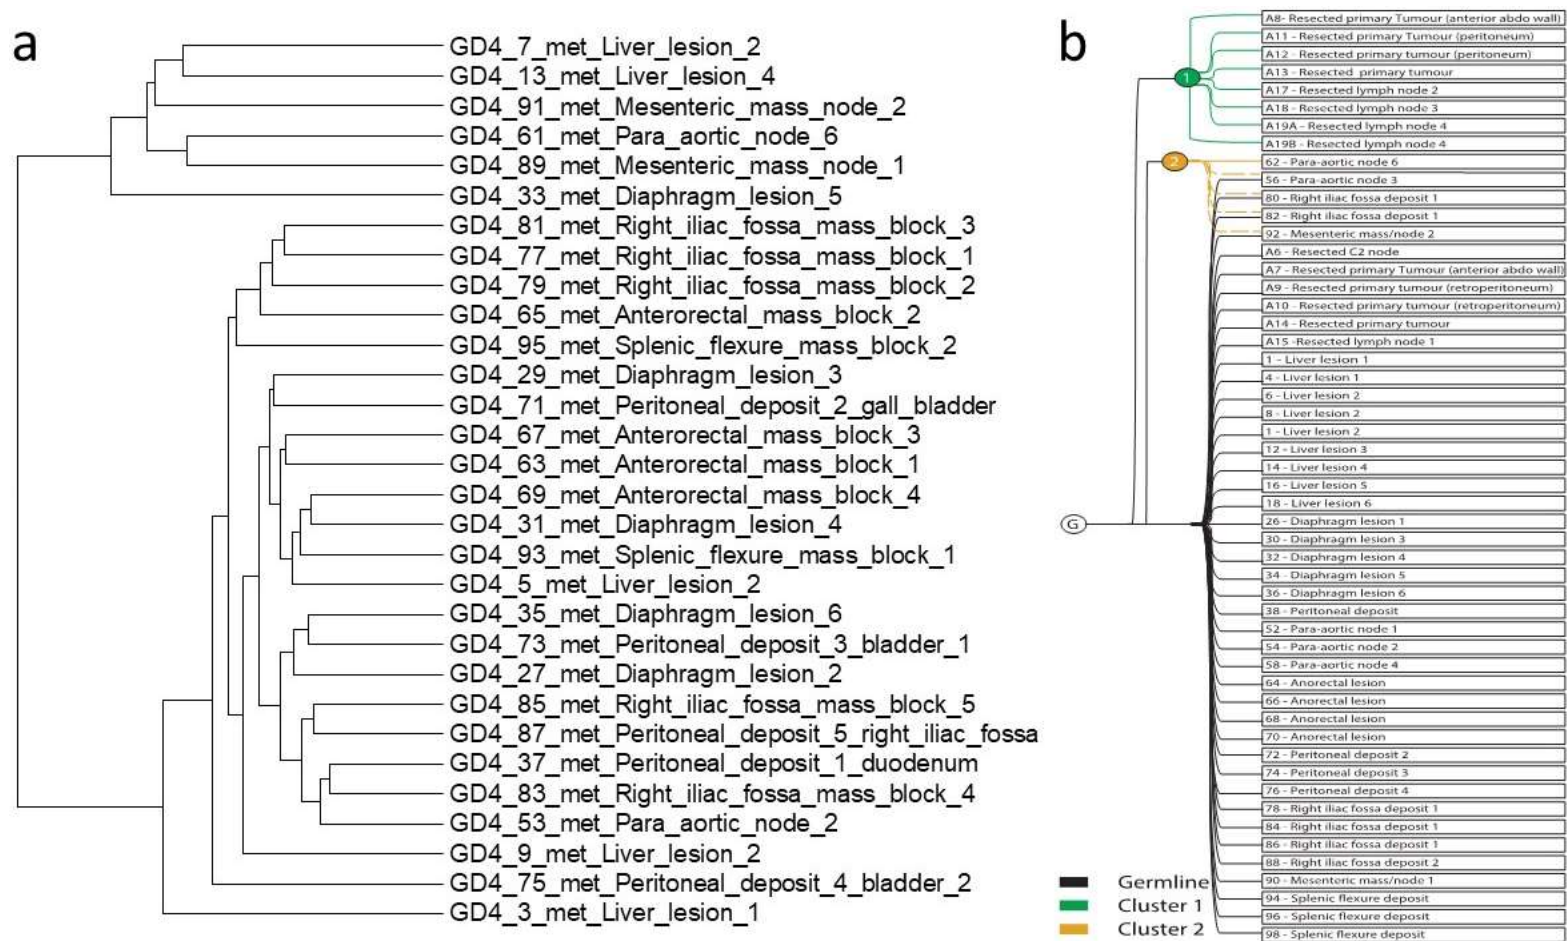 a
GD4_7_met_Liver_lesion_2
GD4_13_met_Liver_lesion_4
GD4_91_met_Mesenteric_mass_node_2
GD4_61_met_Para_aortic_node_6
GD4_89_met_Mesenteric_mass_node_1
GD4_33_met_Diaphragm_lesion_5
GD4_81_met_Right_iliac_fossa_mass_block_3
GD4_77_met_Right_iliac_fossa_mass_block_1
GD4_79_met_Right_iliac_fossa_mass_block_2
GD4_65_met_Anterorectal_mass_block_2
GD4_95_met_Splenic_flexure_mass_block_2
GD4_29_met_Diaphragm_lesion_3
GD4_71_met_Peritoneal_deposit_2_gall_bladder
GD4_67_met_Anterorectal_mass_block_3
GD4_63_met_Anterorectal_mass_block_1
GD4_69_met_Anterorectal_mass_block_4
GD4_31_met_Diaphragm_lesion_4
GD4_93_met_Splenic_flexure_mass_block_1
GD4_5_met_Liver_lesion_2
GD4_35_met_Diaphragm_lesion_6
GD4_73_met_Peritoneal_deposit_3_bladder_1
GD4_27_met_Diaphragm_lesion_2
GD4_85_met_Right_iliac_fossa_mass_block_5
GD4_87_met_Peritoneal_deposit_5_right_iliac_fossa
GD4_37_met_Peritoneal_deposit_1_duodenum
GD4_83_met_Right_iliac_fossa_mass_block_4
GD4_53_met_Para_aortic_node_2
GD4_9_met_Liver_lesion_2
GD4_75_met_Peritoneal_deposit_4_bladder_2
GD4_3_met_Liver_lesion_1
b
G
1
2
A8- Resected primary Tumour (anterior abdo wall)
A11 - Resected primary Tumour (peritoneum)
A12 - Resected primary tumour (peritoneum)
A13 - Resected primary tumour
A17 - Resected lymph node 2
A18 - Resected lymph node 3
A19A - Resected lymph node 4
A19B - Resected lymph node 4
62 - Para-aortic node 6
56 - Para-aortic node 3
80 - Right iliac fossa deposit 1
82 - Right iliac fossa deposit 1
92 - Mesenteric mass/node 2
A6 - Resected C2 node
A7 - Resected primary Tumour (anterior abdo wall)
A9 - Resected primary tumour (retroperitoneum)
A10 - Resected primary tumour (retroperitoneum)
A14 - Resected primary tumour
A15 -Resected lymph node 1
1 - Liver lesion 1
4 - Liver lesion 1
6 - Liver lesion 2
8 - Liver lesion 2
1 - Liver lesion 2
12 - Liver lesion 3
14 - Liver lesion 4
16 - Liver lesion 5
18 - Liver lesion 6
26 - Diaphragm lesion 1
30 - Diaphragm lesion 3
32 - Diaphragm lesion 4
34 - Diaphragm lesion 5
36 - Diaphragm lesion 6
38 - Peritoneal deposit
52 - Para-aortic node 1
54 - Para-aortic node 2
58 - Para-aortic node 4
64 - Anorectal lesion
66 - Anorectal lesion
68 - Anorectal lesion
70 - Anorectal lesion
72 - Peritoneal deposit 2
74 - Peritoneal deposit 3
76 - Peritoneal deposit 4
78 - Right iliac fossa deposit 1
84 - Right iliac fossa deposit 1
86 - Right iliac fossa deposit 1
88 - Right iliac fossa deposit 2
90 - Mesenteric mass/node 1
94 - Splenic flexure deposit
96 - Splenic flexure deposit
98 - Splenic flexure deposit
Germline
Cluster 1
Cluster 2